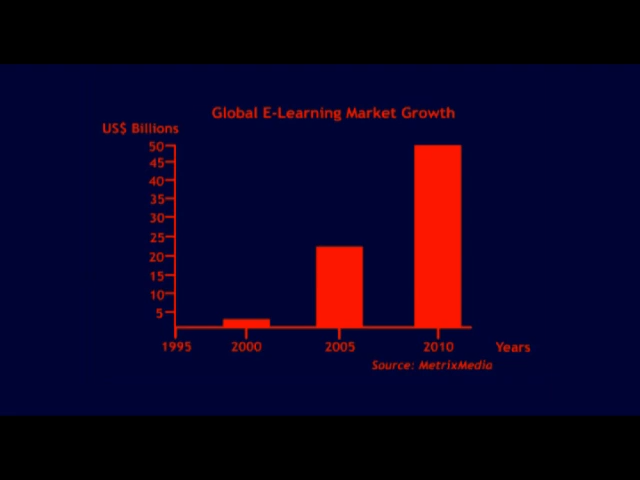 Global E-Learning Market Growth
US$ Billions
50
45
40
35
30
25
20
15
10
5
1995 2000 2005 2010 Years
Source: MetrixMedia